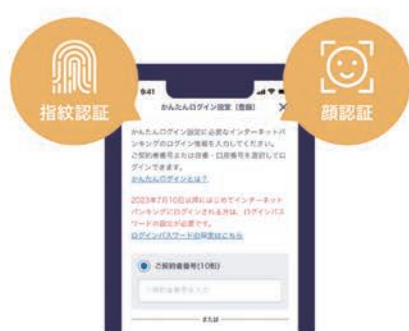 指紋認証
顔認証
9:41
かんたんログイン設定（登録）
かんたんログイン設定に必要なインターネットバ
ンキングのログイン情報を入力してください。
ご契約者番号または店番・口座番号を選択してロ
グインできます。
かんたんログインとは？
2023年7月10日以降にはじめてインターネット
バンキングにログインされる方は、ログインパス
ワードの設定が必要です。
ログインパスワードの設定はこちら
ご契約者番号(10桁)
ご契約者番号を入力
または